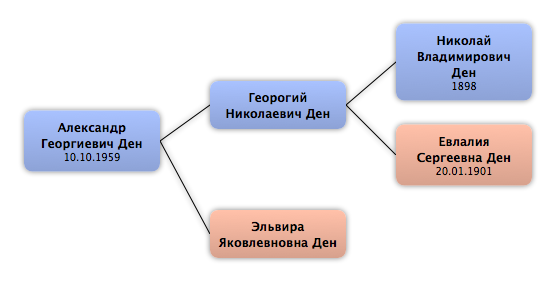 Александр
Георгиевич Ден
10.10.1959
Георогий
Николаевич Ден
Эльвира
Яковлевновна Ден
Николай
Владимирович
Ден
1898
Евлалия
Сергеевна Ден
20.01.1901